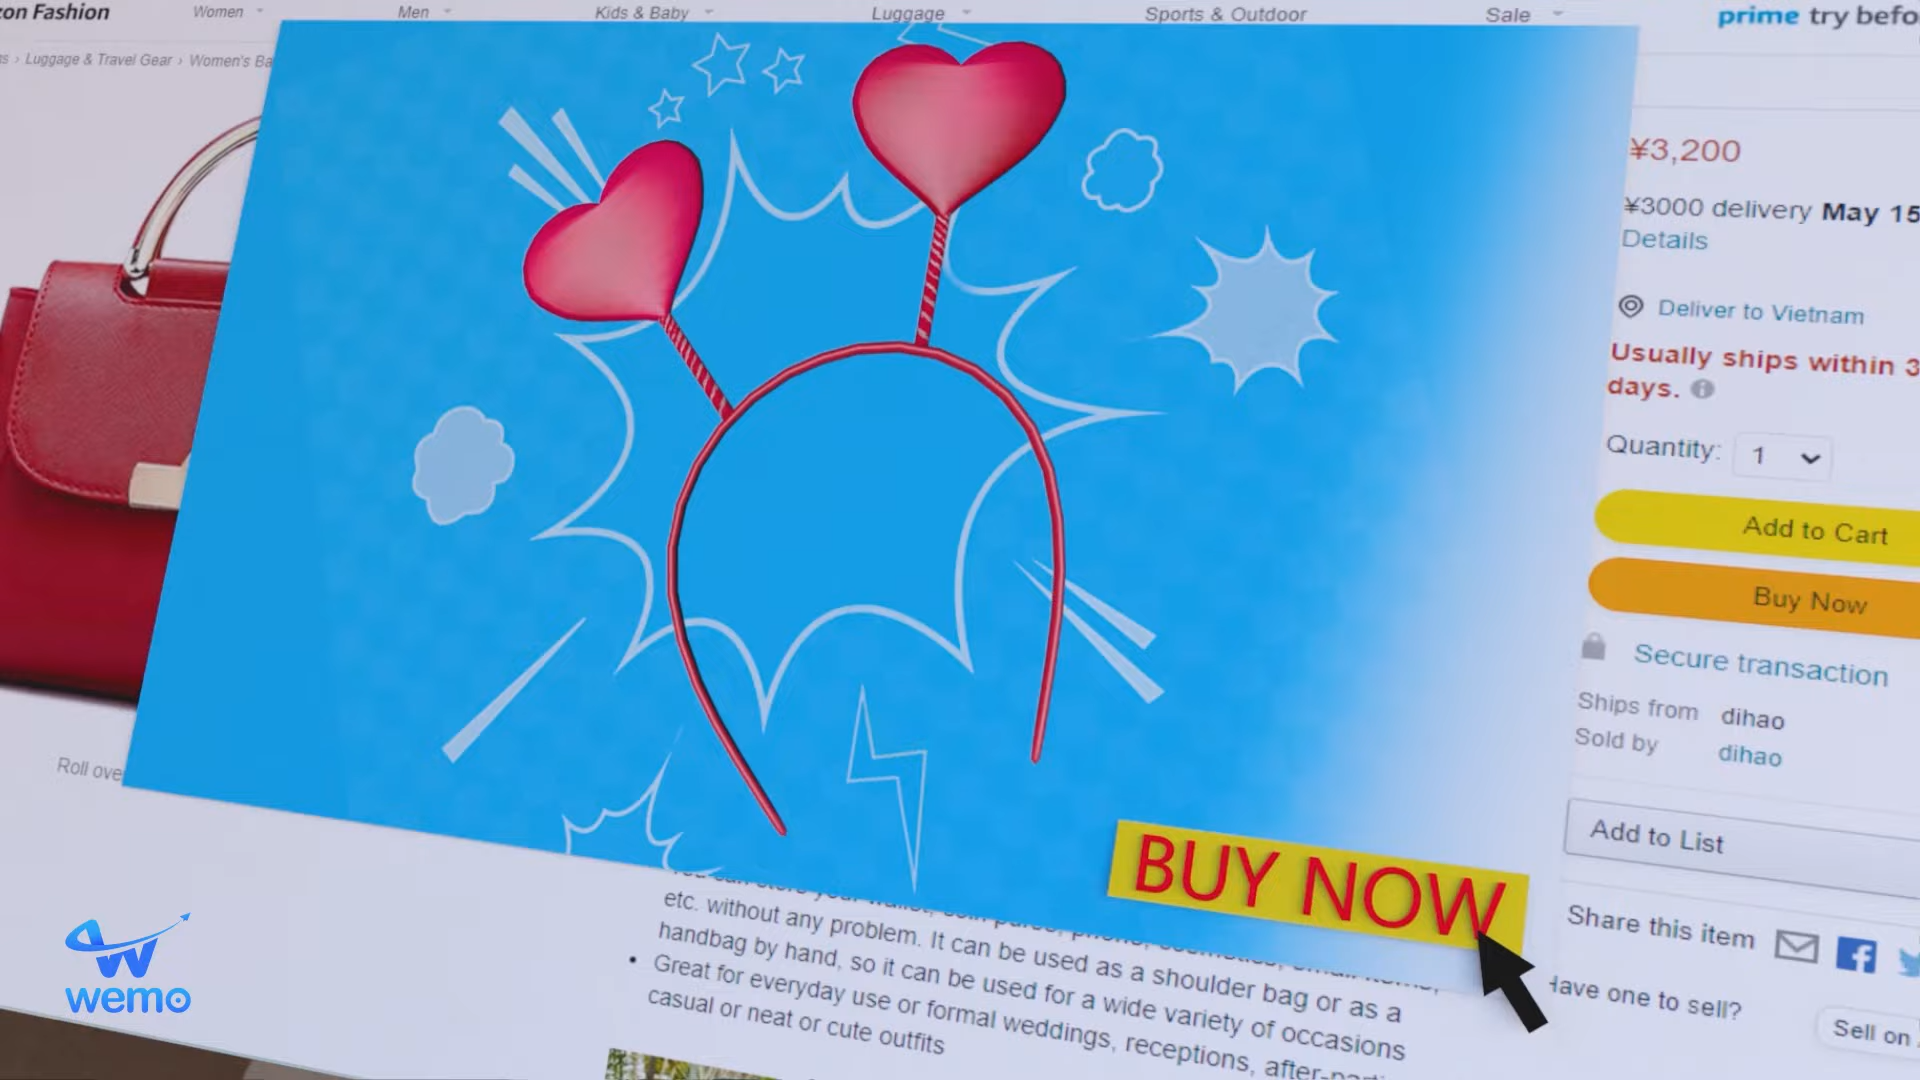 zon Fashion
Women
Men
Kids & Baby
Luggage
Sports & Outdoor
Sale
prime try befo
› Luggage & Travel Gear › Women's Ba
¥3,200
¥3000 delivery May 15
Details
Deliver to Vietnam
Usually ships within 3
days.
Quantity: 1
Add to Cart
Buy Now
Secure transaction
Ships from dihao
Sold by dihao
Roll ove
Add to List
BUY NOW
etc. without any problem. It can be used as a shoulder bag or as a
handbag by hand, so it can be used for a wide variety of occasions
• Great for everyday use or formal weddings, receptions,
casual or neat or cute outfits
Share this item
Have one to sell?
Sell on
W
wemo